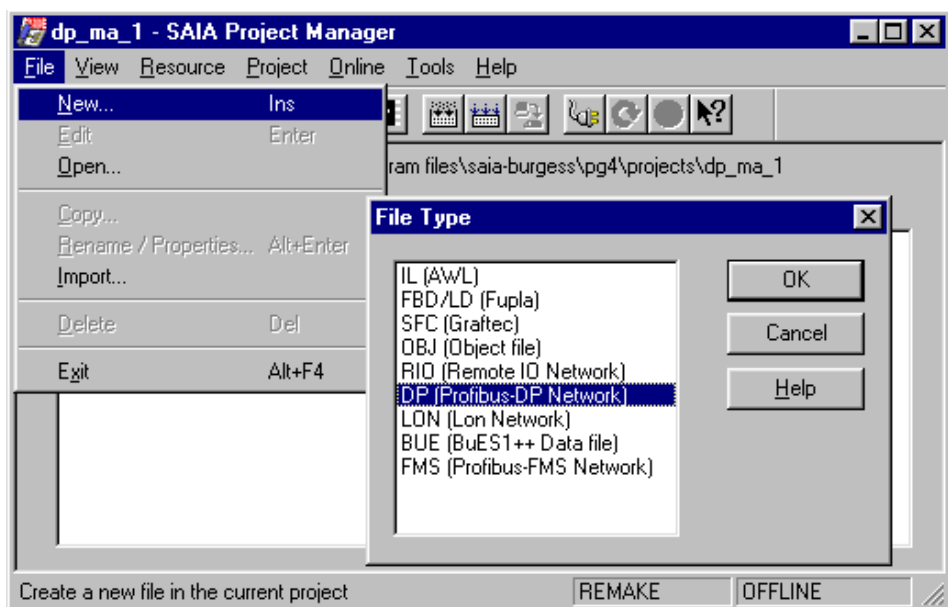 dp_ma_1 - SAIA Project Manager
File View Resource Project Online Tools Help
New... Ins
Edit Enter
Open...
ram files\saia-burgess\pg4\projects\dp_ma_1
Copy...
Rename / Properties... Alt+Enter
Import...
Delete Del
Exit Alt+F4
File Type
IL (AWL)
FBD/LD (Fupla)
SFC (Graftec)
OBJ (Object file)
RIO (Remote IO Network)
DP (Profibus-DP Network)
LON (Lon Network)
BUE (BuES1++ Data file)
FMS (Profibus-FMS Network)
OK
Cancel
Help
Create a new file in the current project REMAKE OFFLINE